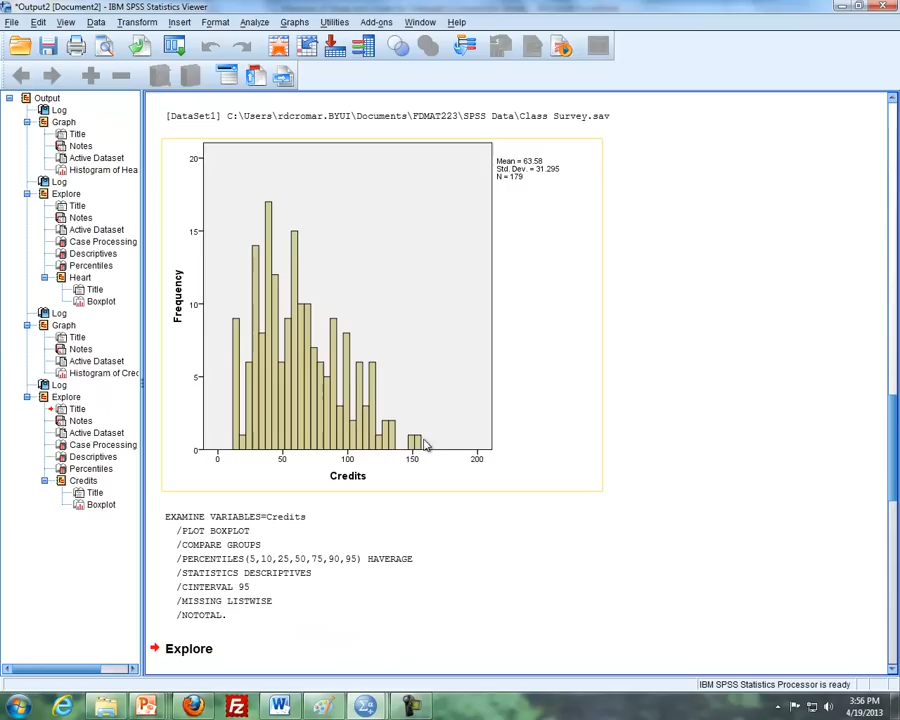 *Output2 [Document2] - IBM SPSS Statistics Viewer
File Edit View Data Transform Insert Format Analyze Graphs Utilities Add-ons Window Help
Output
Log
Graph
Title
Notes
Active Dataset
Histogram of Hea
Log
Explore
Title
Notes
Active Dataset
Case Processing
Descriptives
Percentiles
Heart
Title
Boxplot
Log
Graph
Title
Notes
Active Dataset
Histogram of Crec
Log
Explore
Title
Notes
Active Dataset
Case Processing
Descriptives
Percentiles
Credits
Title
Boxplot
[DataSet1] C:\Users\rdcromar.BYUI\Documents\FDMAT223\SPSS Data\Class Survey.sav
Mean = 63.58
Std. Dev. = 31.295
N = 179
20
15
10
5
0
Frequency
0 50 100 150 200
Credits
EXAMINE VARIABLES=Credits
/PLOT BOXPLOT
/COMPARE GROUPS
/PERCENTILES(5,10,25,50,75,90,95) HAVERAGE
/STATISTICS DESCRIPTIVES
/CINTERVAL 95
/MISSING LISTWISE
/NOTOTAL.
Explore
IBM SPSS Statistics Processor is ready
3:56 PM
4/19/2013